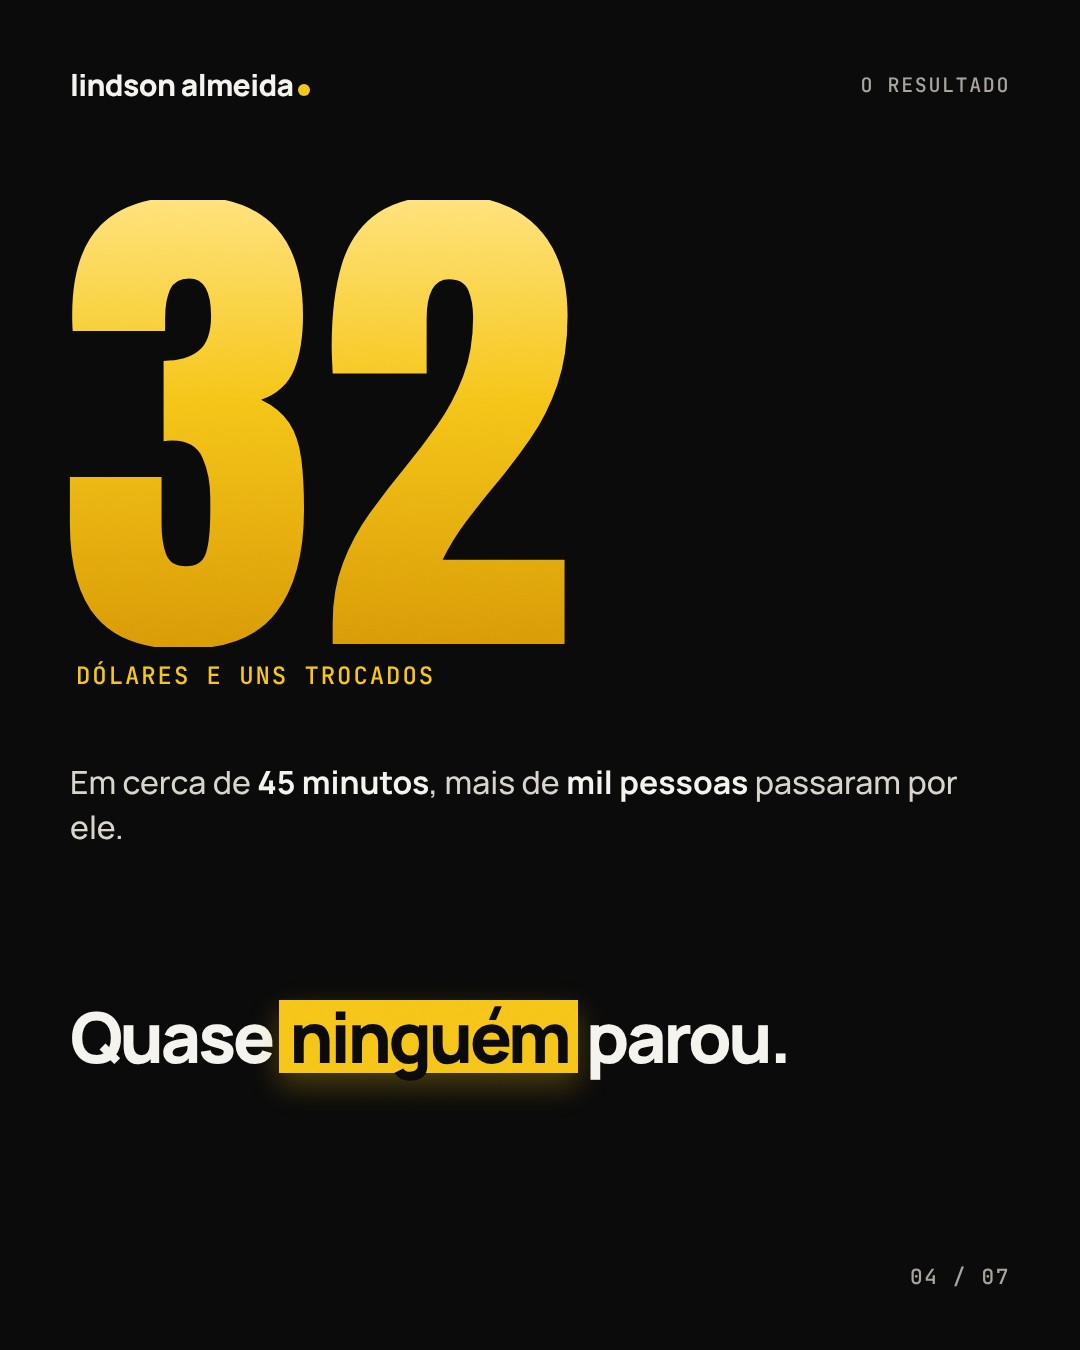 lindson almeida
O RESULTADO
32
DÓLARES E UNS TROCADOS
Em cerca de 45 minutos, mais de mil pessoas passaram por
ele.
Quase ninguém parou.
04 / 07